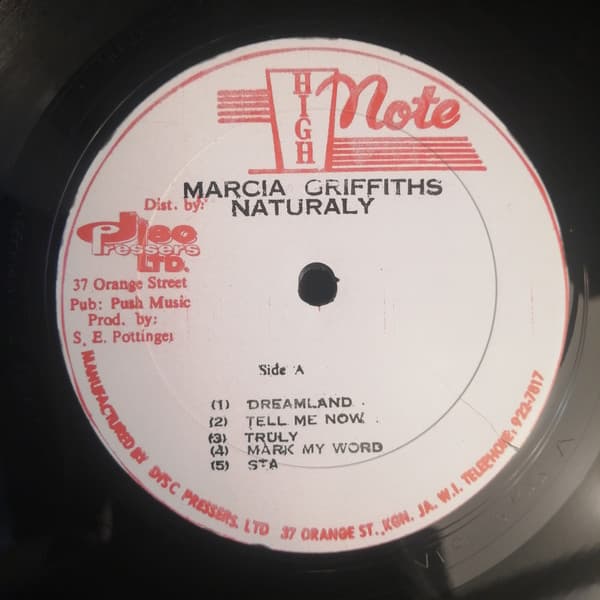 HIGH Note
MARCIA GRIFFITHS
NATURALY
Dist. by:
Disc
Pressers
LTD.
37 Orange Street
Pub: Push Music
Prod. by:
S. E. Pottinger
Side A
(1) DREAMLAND
(2) TELL ME NOW
(3) TRULY
(4) MARK MY WORD
(5) STA
MANUFACTURED BY DISC PRESSERS, LTD 37 ORANGE ST., KGN. JA. W.I. TELEPHONE: 922-7817